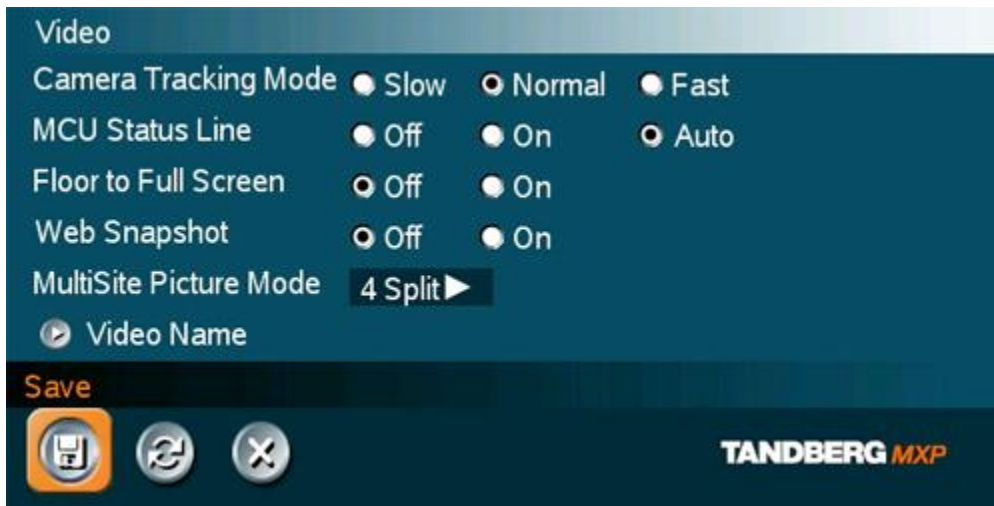 Video
Camera Tracking Mode Slow Normal Fast
MCU Status Line Off On Auto
Floor to Full Screen Off On
Web Snapshot Off On
MultiSite Picture Mode 4 Split
Video Name
Save
TANDBERG MXP